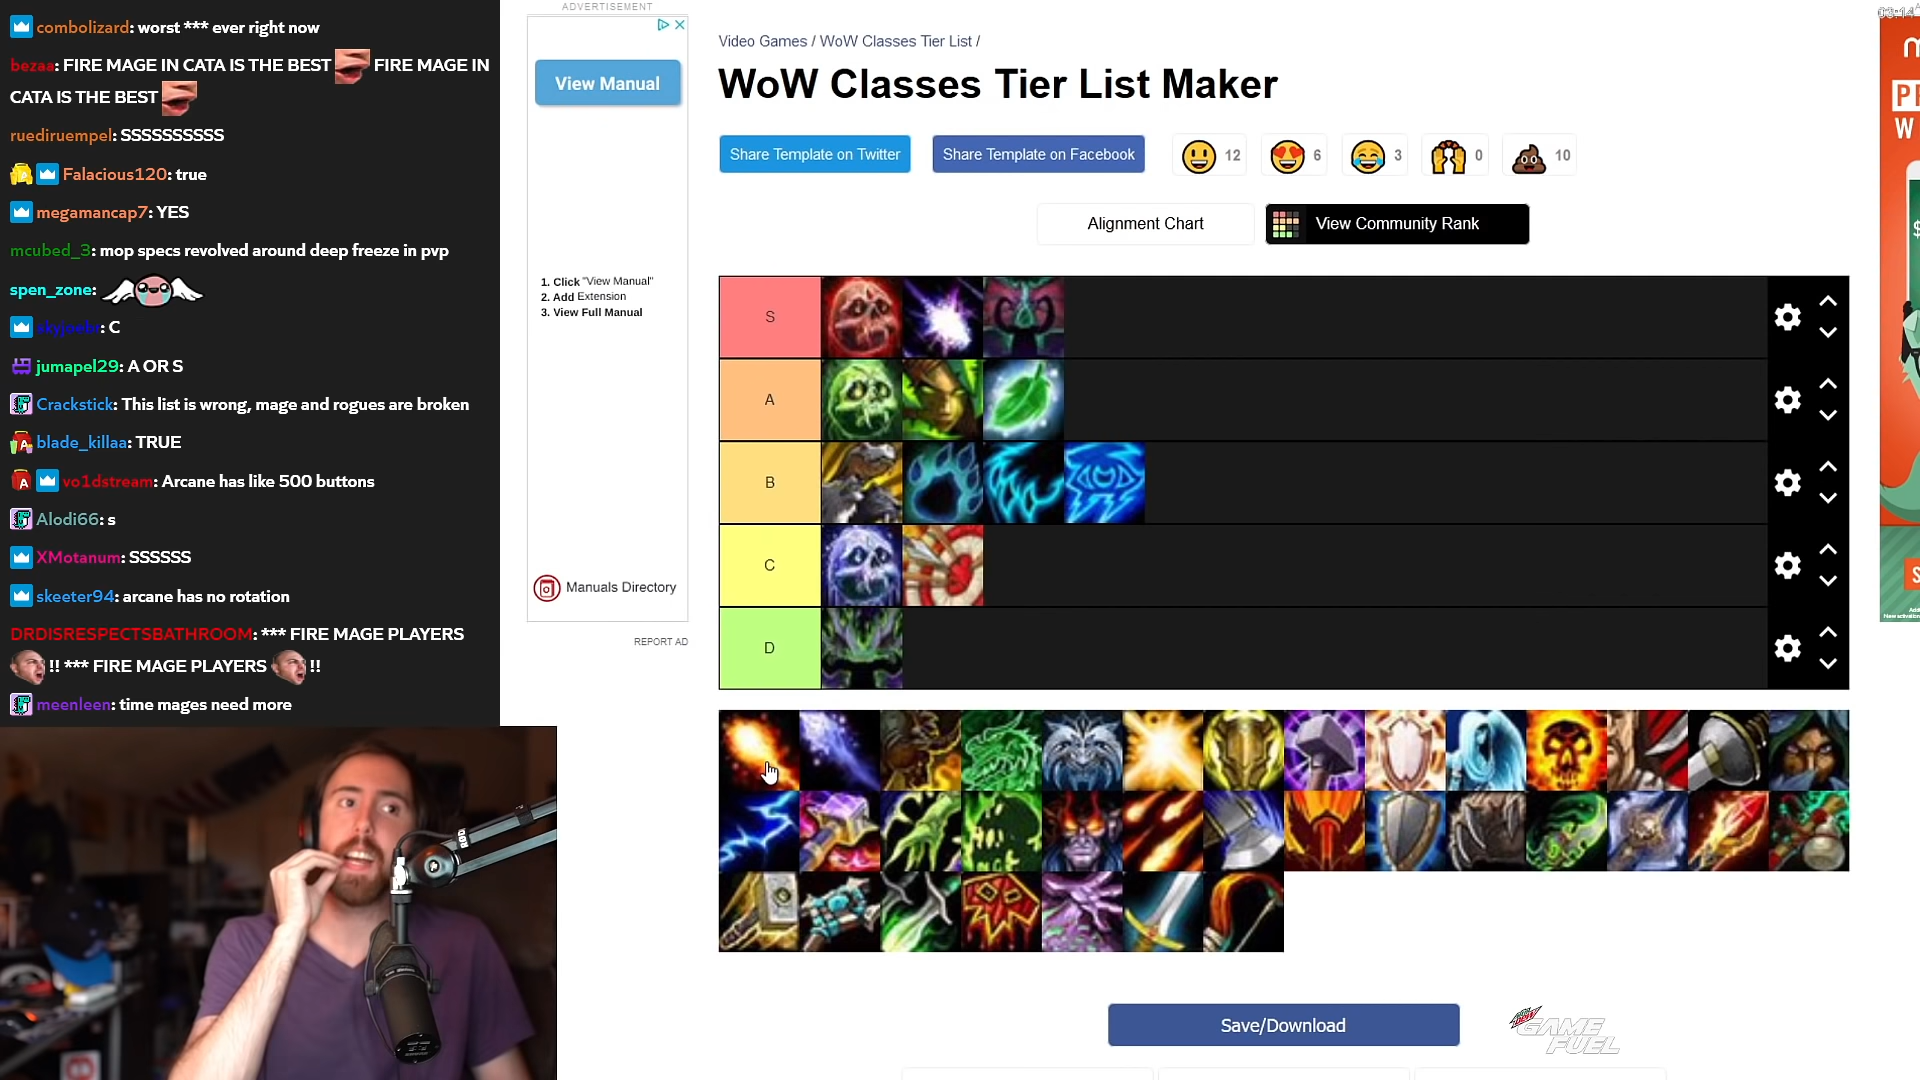 combolizard: worst *** ever right now
bezaa: FIRE MAGE IN CATA IS THE BEST FIRE MAGE IN
CATA IS THE BEST
ruediruempel: SSSSSSSSSS
Falacious120: true
megamancap7: YES
mcubed_3: mop specs revolved around deep freeze in pvp
spen_zone:
: C
jumapel29: A OR S
Crackstick: This list is wrong, mage and rogues are broken
blade_killaa: TRUE
vo1dstream: Arcane has like 500 buttons
Alodi66: s
XMotanum: SSSSSS
skeeter94: arcane has no rotation
DRDISRESPECTSBATHROOM: *** FIRE MAGE PLAYERS
!! *** FIRE MAGE PLAYERS !!
meenleen: time mages need more
ADVERTISEMENT
View Manual
1. Click "View Manual"
2. Add Extension
3. View Full Manual
Manuals Directory
REPORT AD
Video Games / WoW Classes Tier List /
WoW Classes Tier List Maker
Share Template on Twitter
Share Template on Facebook
12
6
3
0
10
Alignment Chart
View Community Rank
S
A
B
C
D
Save/Download
GAME
FUEL